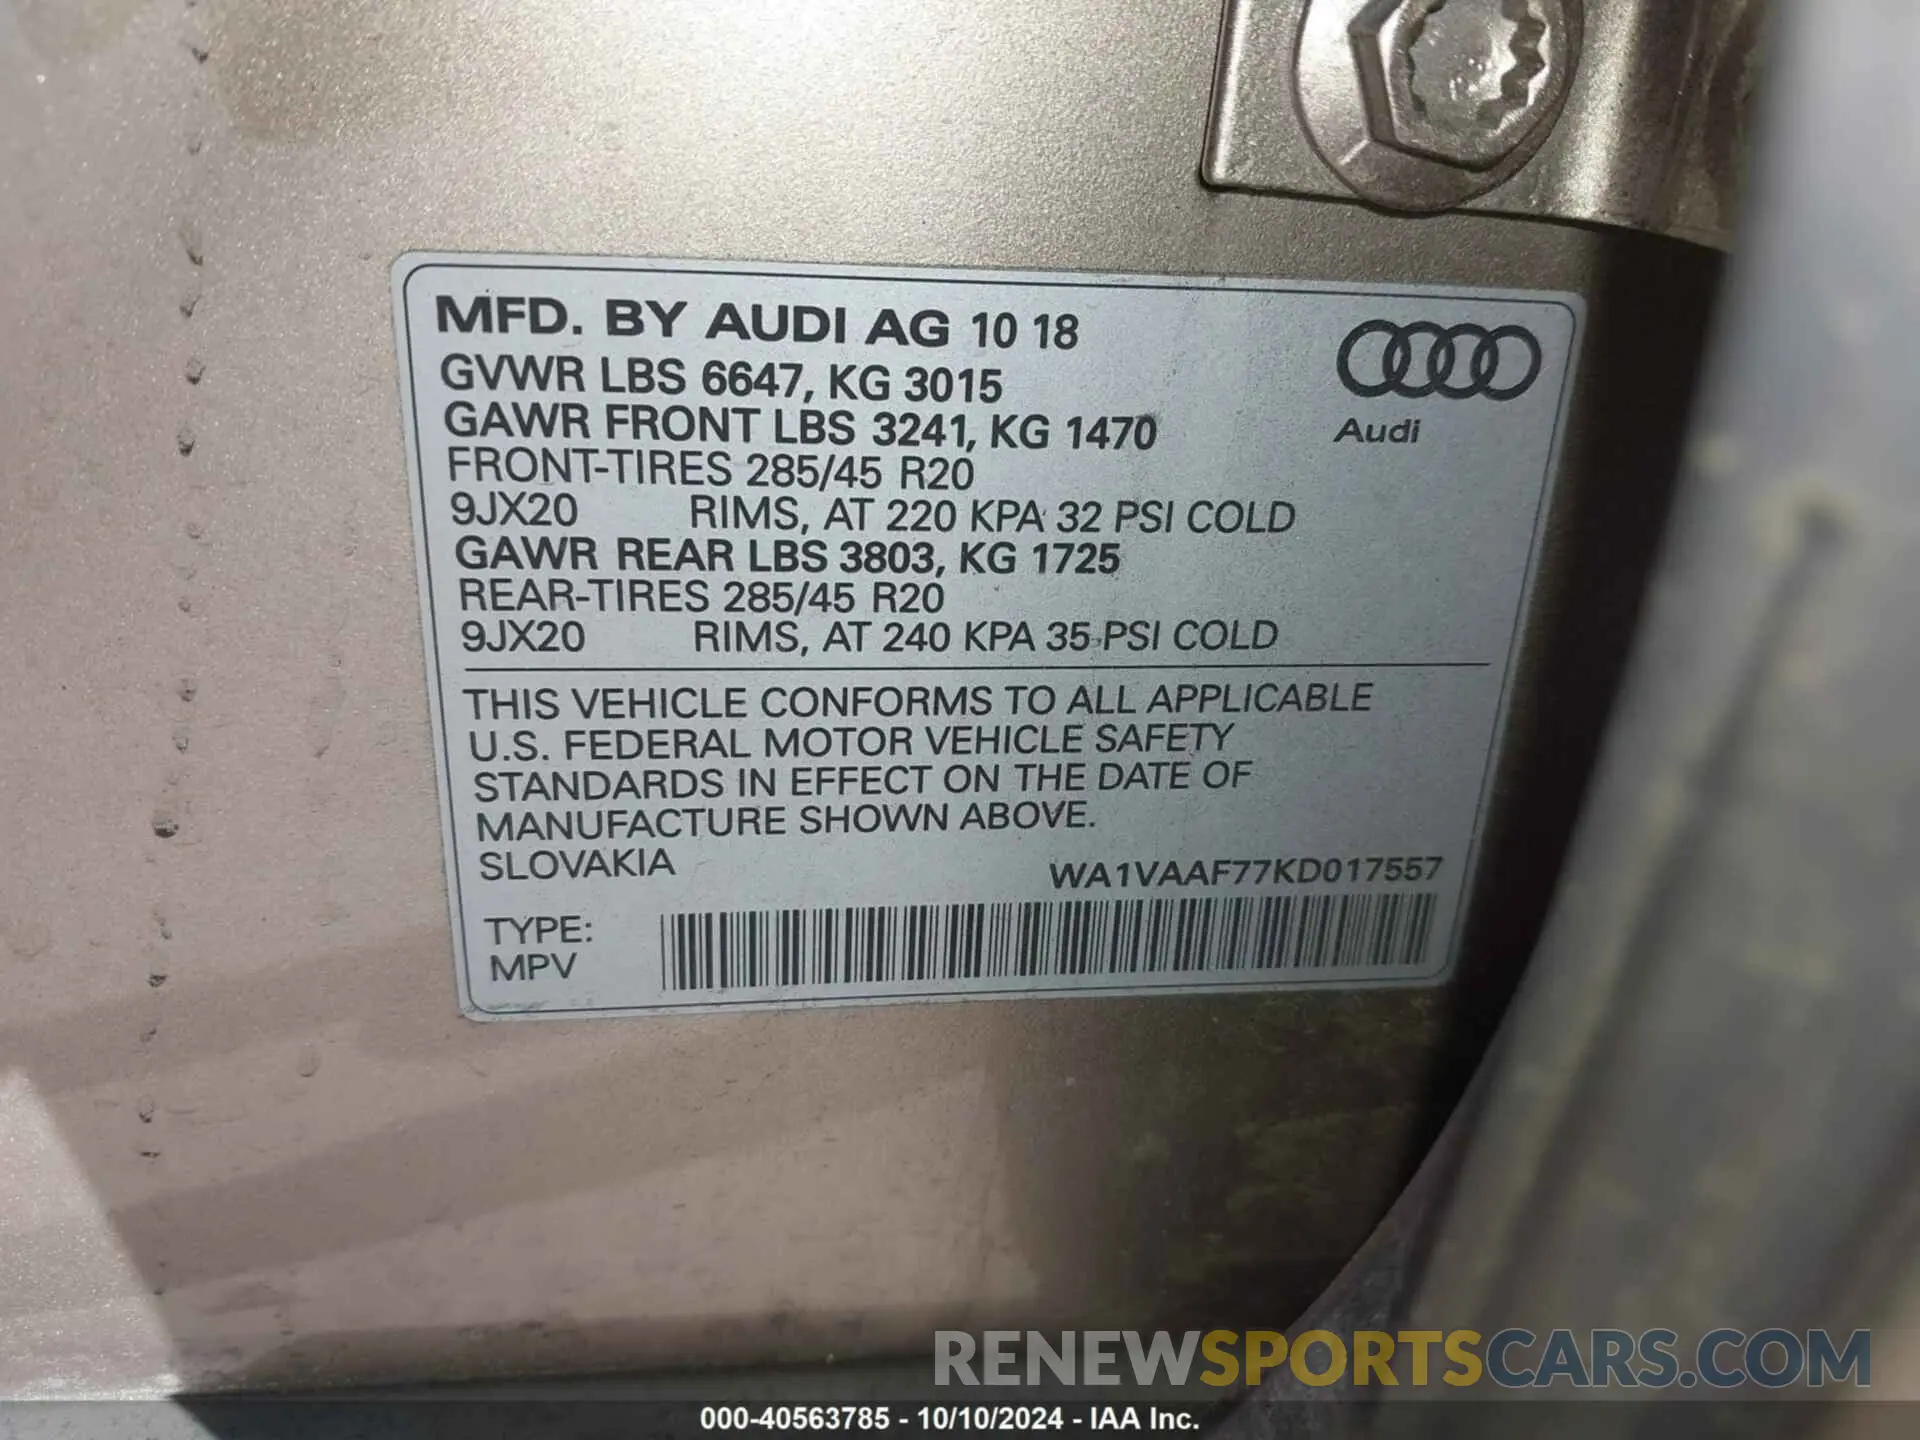 MFD. BY AUDI AG 10 18
GVWR LBS 6647, KG 3015
GAWR FRONT LBS 3241, KG 1470
Audi
FRONT-TIRES 285/45 R20
9JX20 RIMS, AT 220 KPA 32 PSI COLD
GAWR REAR LBS 3803, KG 1725
REAR-TIRES 285/45 R20
9JX20 RIMS, AT 240 KPA 35 PSI COLD
THIS VEHICLE CONFORMS TO ALL APPLICABLE
U.S. FEDERAL MOTOR VEHICLE SAFETY
STANDARDS IN EFFECT ON THE DATE OF
MANUFACTURE SHOWN ABOVE.
SLOVAKIA WA1VAAF77KD017557
TYPE:
MPV
RENEWSPORTSCARS.COM
000-40563785 - 10/10/2024 - IAA Inc.